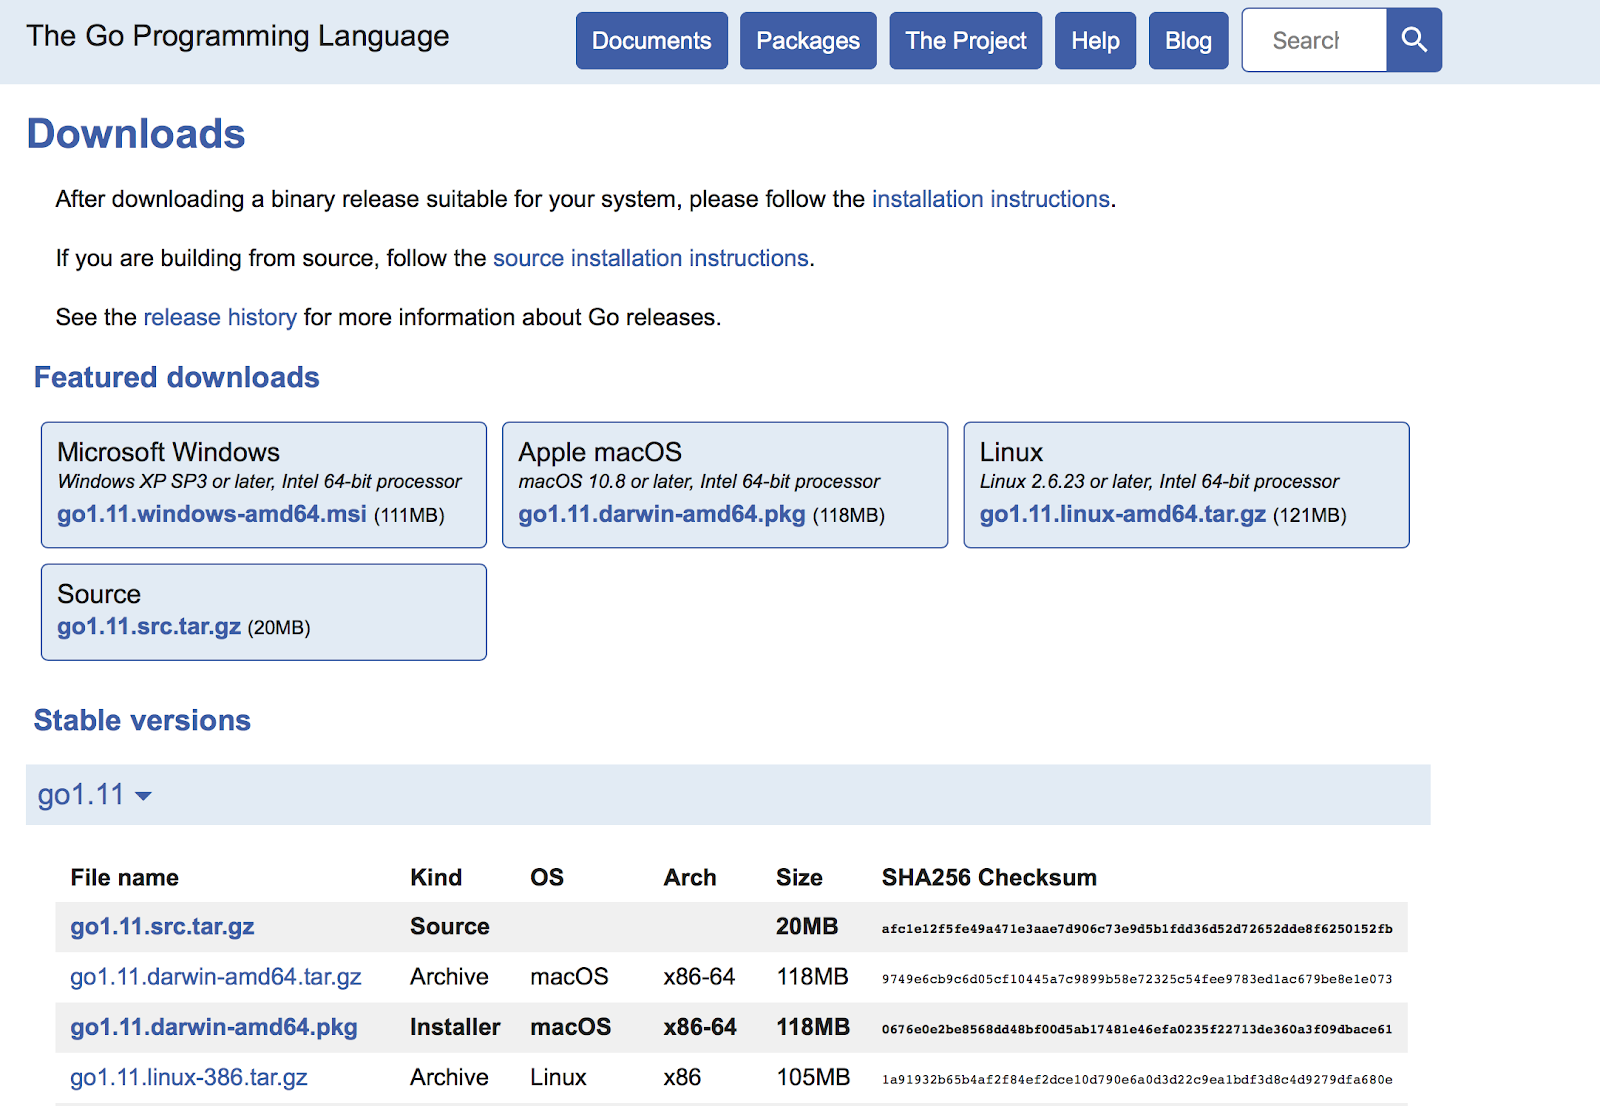 The Go Programming Language
Documents
Packages
The Project
Help
Blog
Search
Downloads
After downloading a binary release suitable for your system, please follow the installation instructions.
If you are building from source, follow the source installation instructions.
See the release history for more information about Go releases.
Featured downloads
Microsoft Windows
Windows XP SP3 or later, Intel 64-bit processor
go1.11.windows-amd64.msi (111MB)
Apple macOS
macOS 10.8 or later, Intel 64-bit processor
go1.11.darwin-amd64.pkg (118MB)
Linux
Linux 2.6.23 or later, Intel 64-bit processor
go1.11.linux-amd64.tar.gz (121MB)
Source
go1.11.src.tar.gz (20MB)
Stable versions
go1.11
File name Kind OS Arch Size SHA256 Checksum
go1.11.src.tar.gz Source 20MB afc1e12f5fe49a471e3aae7d906c73e9d5b1fdd36d52d72652dde8f6250152fb
go1.11.darwin-amd64.tar.gz Archive macOS x86-64 118MB 9749e6cb9c6d05cf10445a7c9899b58e72325c54fee9783ed1ac679be8e1e073
go1.11.darwin-amd64.pkg Installer macOS x86-64 118MB 0676e0e2be8568dd48bf00d5ab17481e46efa0235f22713de360a3f09dbace61
go1.11.linux-386.tar.gz Archive Linux x86 105MB 1a91932b65b4af2f84ef2dce10d790e6a0d3d22c9ea1bdf3d8c4d9279dfa680e